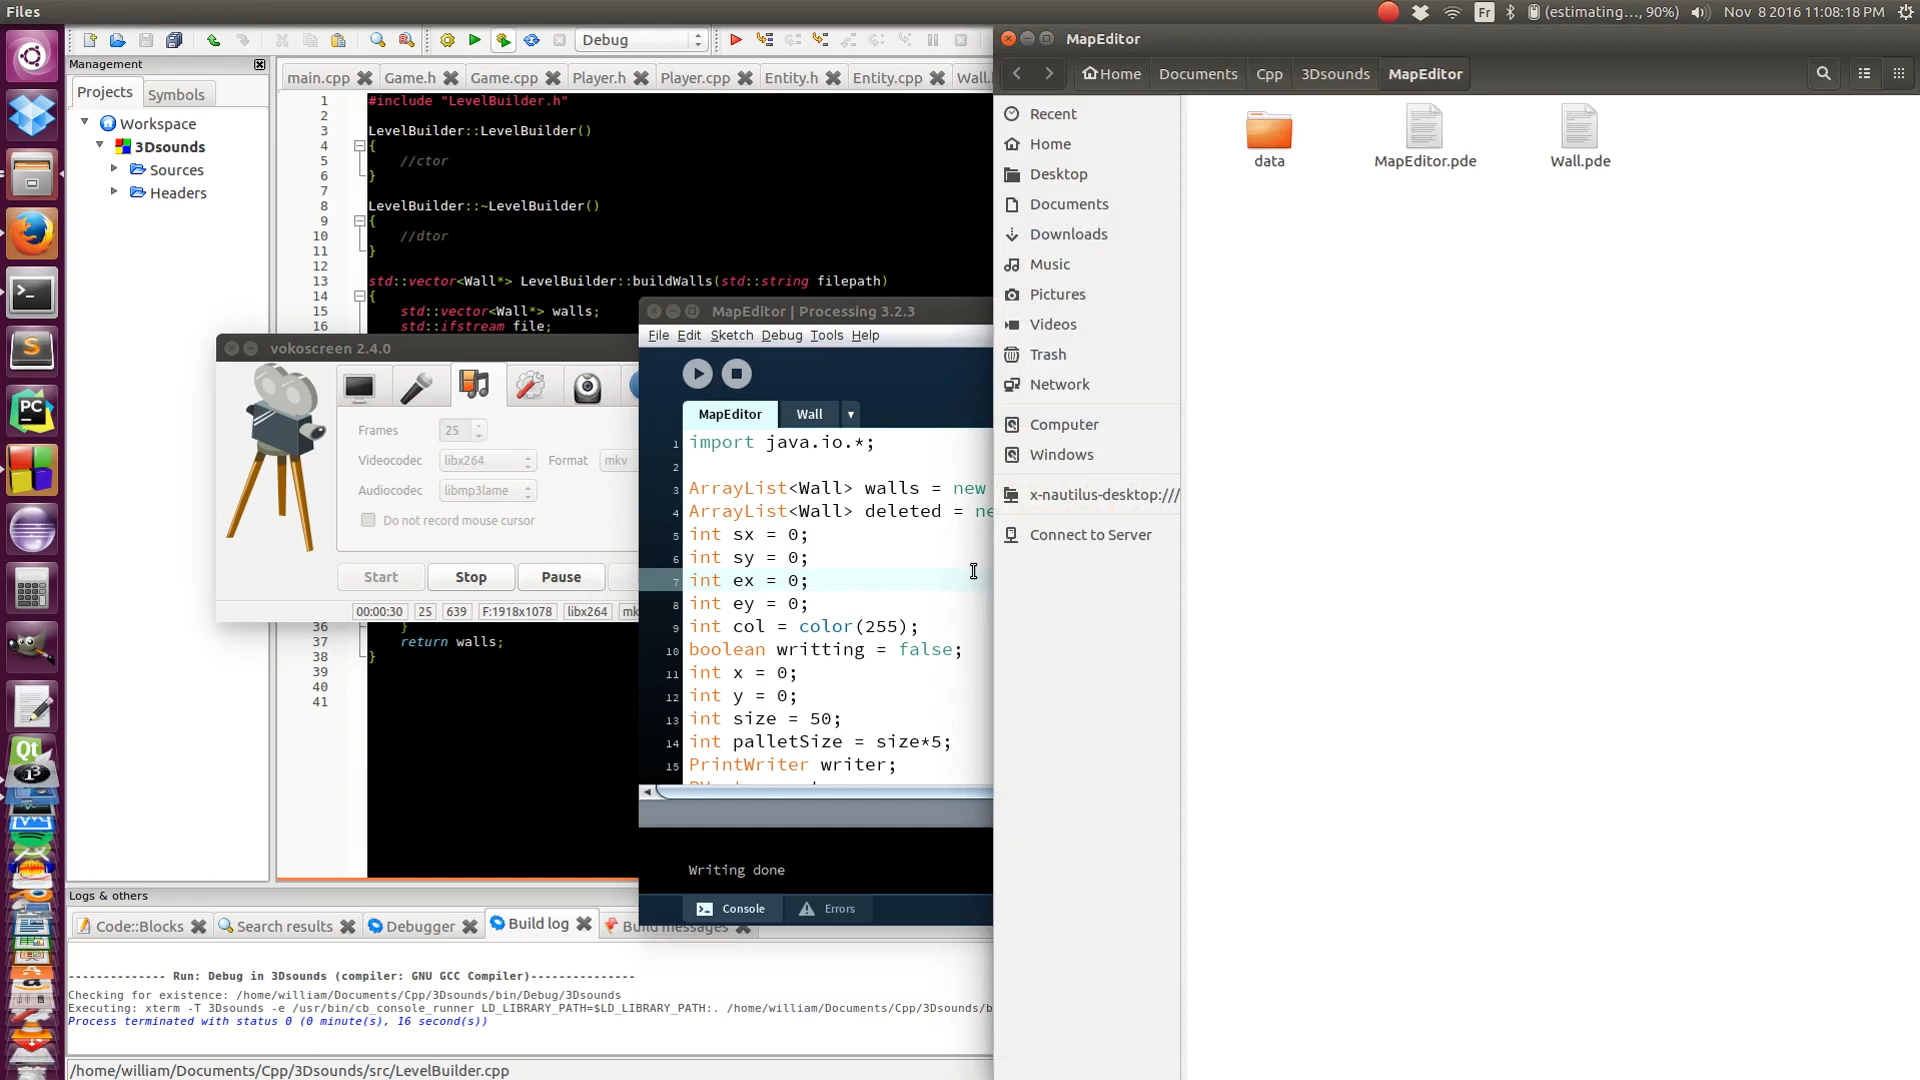 Files
Fr
(estimating..., 90%)
Nov 8 2016 11:08:18 PM
Debug
Management
Projects
Symbols
Workspace
3Dsounds
Sources
Headers
main.cpp
Game.h
Game.cpp
Player.h
Player.cpp
Entity.h
Entity.cpp
Wall.
1 #include "LevelBuilder.h"
2
3 LevelBuilder::LevelBuilder()
4 {
5 //ctor
6 }
7
8 LevelBuilder::~LevelBuilder()
9 {
10 //dtor
11 }
12
13 std::vector<Wall*> LevelBuilder::buildWalls(std::string filepath)
14 {
15 std::vector<Wall*> walls;
16 std::ifstream file;
36 }
37 return walls;
38 }
39
40
41
vokoscreen 2.4.0
Frames 25
Videocodec libx264 Format mkv
Audiocodec libmp3lame
Do not record mouse cursor
Start
Stop
Pause
00:00:30 25 639 F:1918x1078 libx264 mk
MapEditor | Processing 3.2.3
File Edit Sketch Debug Tools Help
MapEditor
Wall
1 import java.io.*;
2
3 ArrayList<Wall> walls = new
4 ArrayList<Wall> deleted = ne
5 int sx = 0;
6 int sy = 0;
7 int ex = 0;
8 int ey = 0;
9 int col = color(255);
10 boolean writting = false;
11 int x = 0;
12 int y = 0;
13 int size = 50;
14 int palletSize = size*5;
15 PrintWriter writer;
Writing done
Console
Errors
MapEditor
Home
Documents
Cpp
3Dsounds
MapEditor
Recent
Home
Desktop
Documents
Downloads
Music
Pictures
Videos
Trash
Network
Computer
Windows
x-nautilus-desktop:///
Connect to Server
data
MapEditor.pde
Wall.pde
Logs & others
Code::Blocks
Search results
Debugger
Build log
Build messages
------------- Run: Debug in 3Dsounds (compiler: GNU GCC Compiler)---------------
Checking for existence: /home/william/Documents/Cpp/3Dsounds/bin/Debug/3Dsounds
Executing: xterm -T 3Dsounds -e /usr/bin/cb_console_runner LD_LIBRARY_PATH=$LD_LIBRARY_PATH:. /home/william/Documents/Cpp/3Dsounds/b
Process terminated with status 0 (0 minute(s), 16 second(s))
/home/william/Documents/Cpp/3Dsounds/src/LevelBuilder.cpp